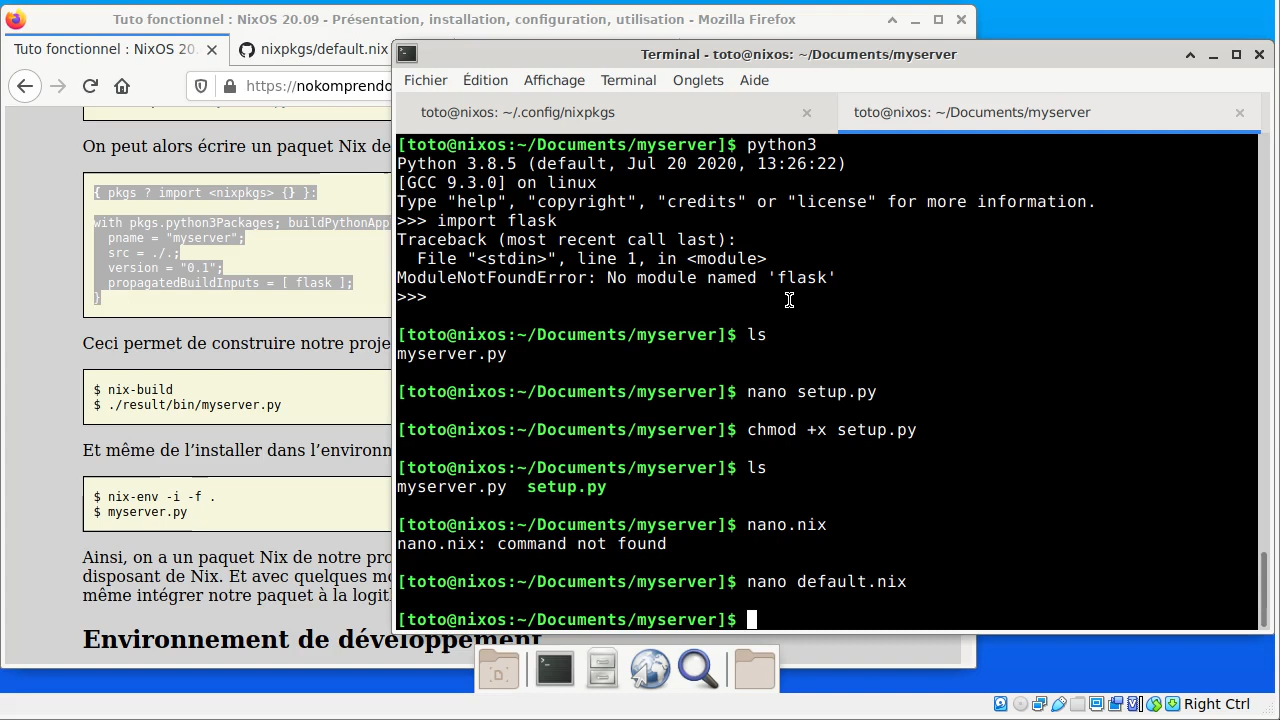 Tuto fonctionnel : NixOS 20.09 - Présentation, installation, configuration, utilisation - Mozilla Firefox
Tuto fonctionnel : NixOS 20.
nixpkgs/default.nix
https://nokomprendo
On peut alors écrire un paquet Nix de
{ pkgs ? import <nixpkgs> {} }:
with pkgs.python3Packages; buildPythonApp
pname = "myserver";
src = ./.;
version = "0.1";
propagatedBuildInputs = [ flask ];
}
Ceci permet de construire notre proje
$ nix-build
$ ./result/bin/myserver.py
Et même de l’installer dans l’environn
$ nix-env -i -f .
$ myserver.py
Ainsi, on a un paquet Nix de notre pro
disposant de Nix. Et avec quelques mo
même intégrer notre paquet à la logith
Environnement de développement
Terminal - toto@nixos: ~/Documents/myserver
Fichier Édition Affichage Terminal Onglets Aide
toto@nixos: ~/.config/nixpkgs
toto@nixos: ~/Documents/myserver
[toto@nixos:~/Documents/myserver]$ python3
Python 3.8.5 (default, Jul 20 2020, 13:26:22)
[GCC 9.3.0] on linux
Type "help", "copyright", "credits" or "license" for more information.
>>> import flask
Traceback (most recent call last):
File "<stdin>", line 1, in <module>
ModuleNotFoundError: No module named 'flask'
>>>
[toto@nixos:~/Documents/myserver]$ ls
myserver.py
[toto@nixos:~/Documents/myserver]$ nano setup.py
[toto@nixos:~/Documents/myserver]$ chmod +x setup.py
[toto@nixos:~/Documents/myserver]$ ls
myserver.py setup.py
[toto@nixos:~/Documents/myserver]$ nano.nix
nano.nix: command not found
[toto@nixos:~/Documents/myserver]$ nano default.nix
[toto@nixos:~/Documents/myserver]$
Right Ctrl